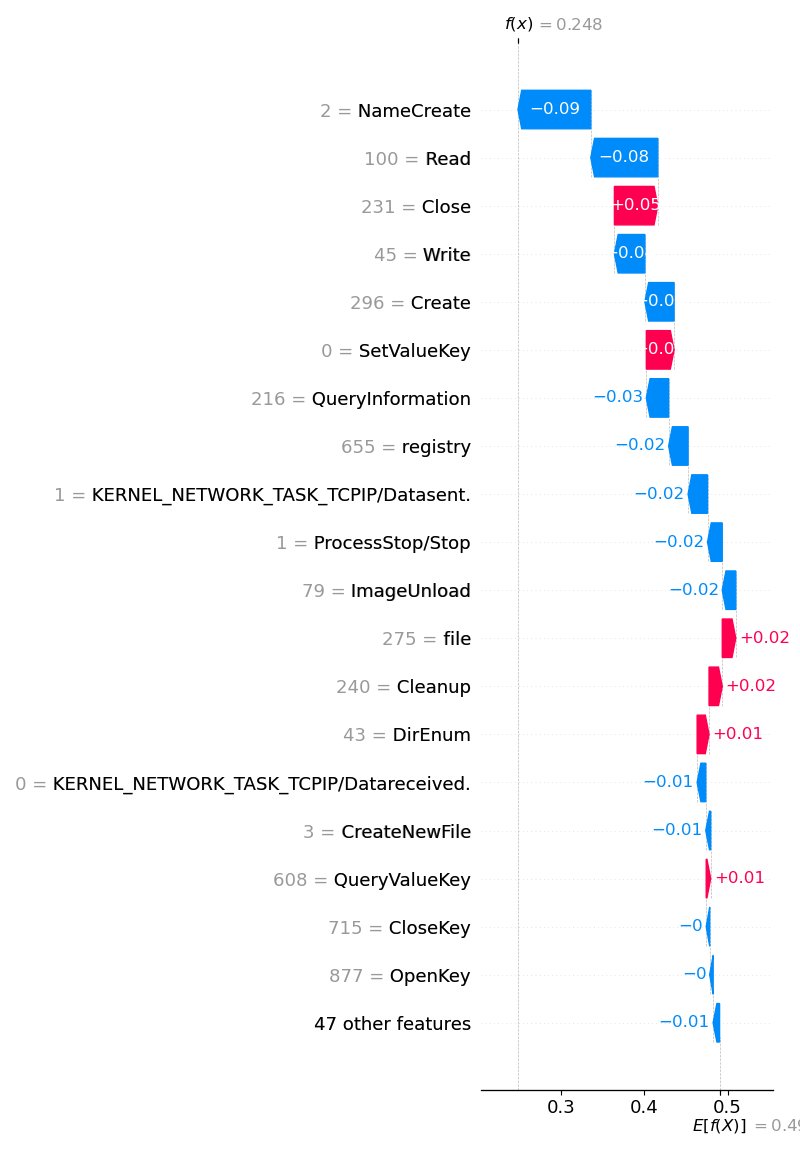 f(x) = 0.248
2 = NameCreate −0.09
100 = Read −0.08
231 = Close +0.05
45 = Write
296 = Create
0 = SetValueKey
216 = QueryInformation −0.03
655 = registry −0.02
1 = KERNEL_NETWORK_TASK_TCPIP/Datasent. −0.02
1 = ProcessStop/Stop −0.02
79 = ImageUnload −0.02
275 = file +0.02
240 = Cleanup +0.02
43 = DirEnum +0.01
0 = KERNEL_NETWORK_TASK_TCPIP/Datareceived. −0.01
3 = CreateNewFile −0.01
608 = QueryValueKey +0.01
715 = CloseKey −0
877 = OpenKey −0
47 other features −0.01
0.3 0.4 0.5
E[f(X)] = 0.49